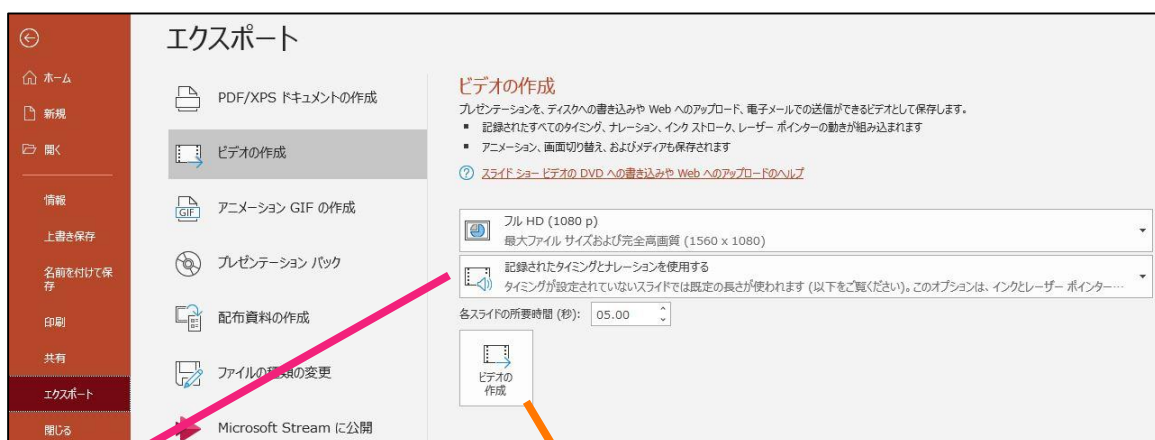 エクスポート
ホーム
新規
開く
情報
上書き保存
名前を付けて保
存
印刷
共有
エクスポート
閉じる
PDF/XPS ドキュメントの作成
ビデオの作成
GIF
アニメーション GIF の作成
プレゼンテーション パック
配布資料の作成
ファイルの種類の変更
Microsoft Stream に公開
ビデオの作成
プレゼンテーションを、ディスクへの書き込みや Web へのアップロード、電子メールでの送信ができるビデオとして保存します。
■ 記録されたすべてのタイミング、ナレーション、インク ストローク、レーザー ポインターの動きが組み込まれます
■ アニメーション、画面切り替え、およびメディアも保存されます
? スライド ショー ビデオの DVD への書き込みや Web へのアップロードのヘルプ
フル HD (1080 p)
最大ファイル サイズおよび完全高画質 (1560 x 1080)
記録されたタイミングとナレーションを使用する
タイミングが設定されていないスライドでは既定の長さが使われます (以下をご覧ください)。このオプションは、インクとレーザー ポインター…
各スライドの所要時間 (秒): 05.00
ビデオの
作成